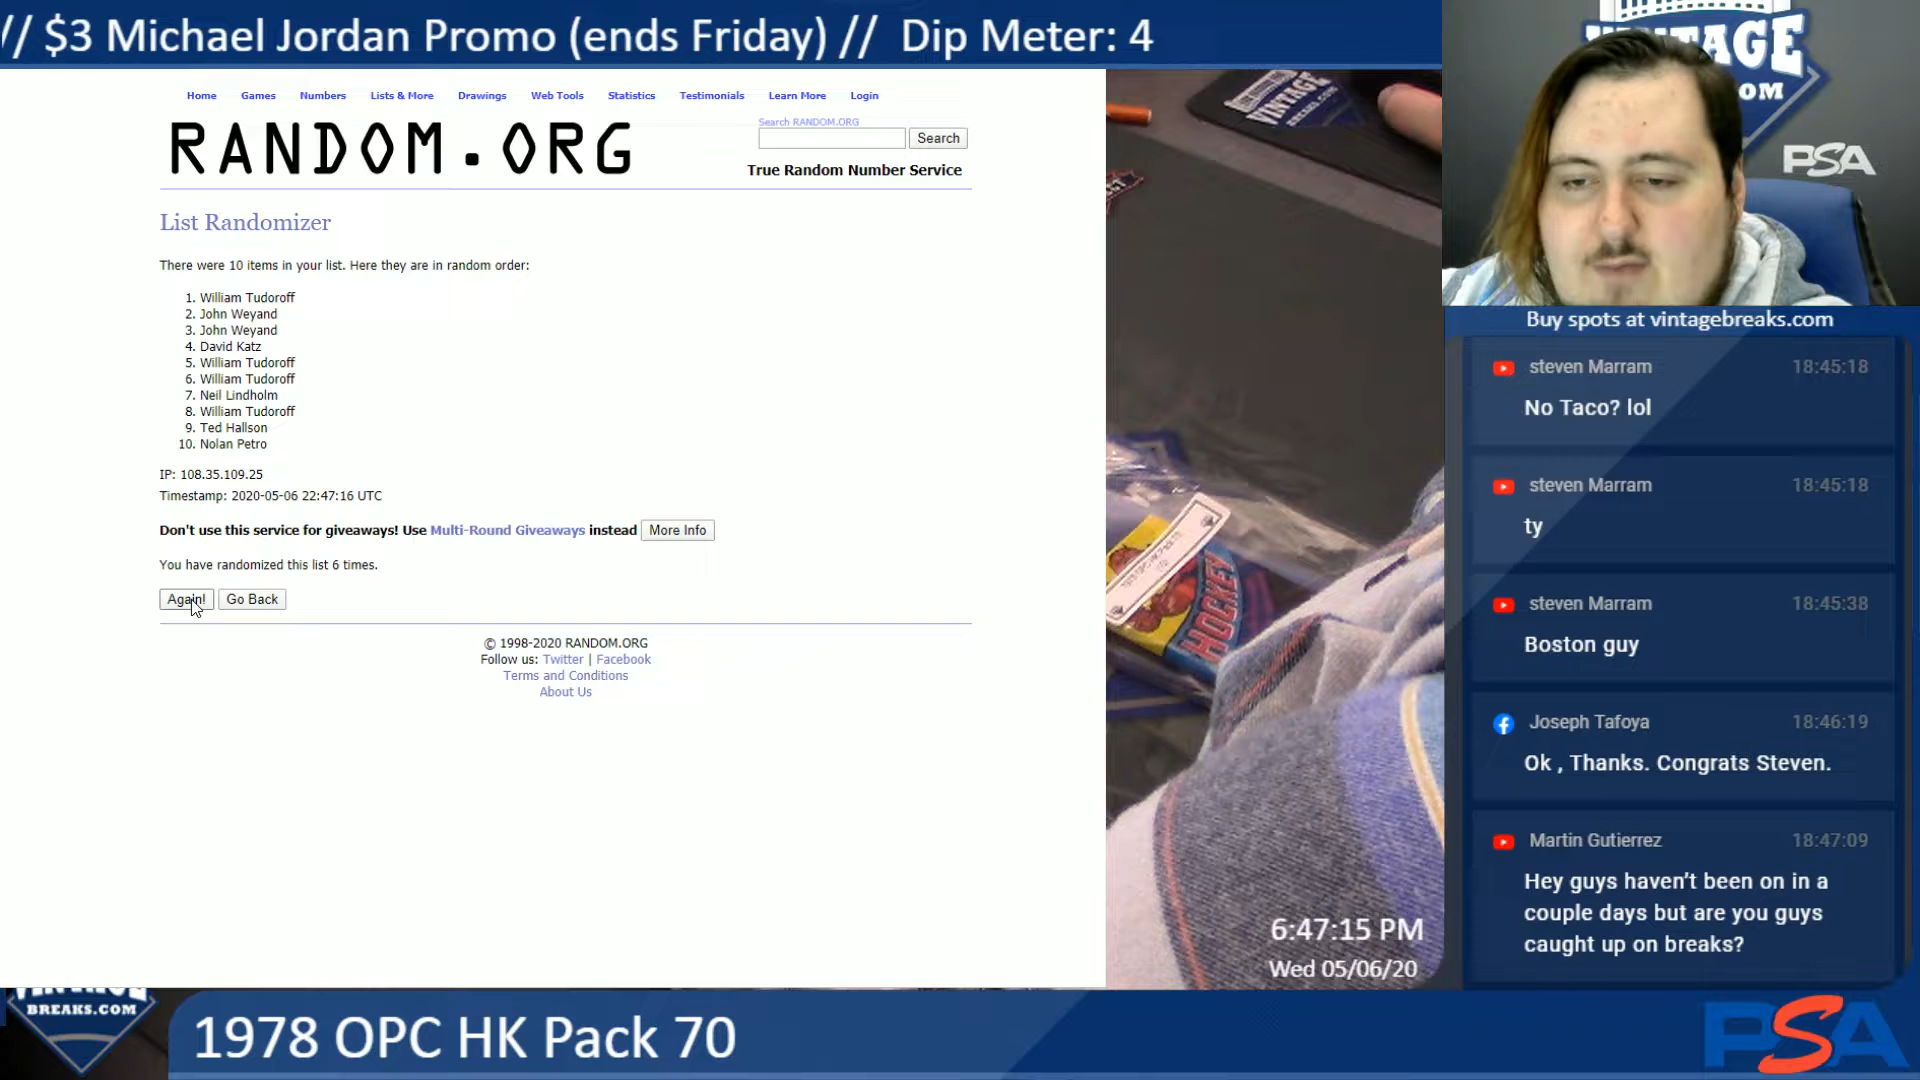 // $3 Michael Jordan Promo (ends Friday) // Dip Meter: 4
Home Games Numbers Lists & More Drawings Web Tools Statistics Testimonials Learn More Login
RANDOM.ORG
Search RANDOM.ORG
Search
True Random Number Service
List Randomizer
There were 10 items in your list. Here they are in random order:
1. William Tudoroff
2. John Weyand
3. John Weyand
4. David Katz
5. William Tudoroff
6. William Tudoroff
7. Neil Lindholm
8. William Tudoroff
9. Ted Hallson
10. Nolan Petro
IP: 108.35.109.25
Timestamp: 2020-05-06 22:47:16 UTC
Don't use this service for giveaways! Use Multi-Round Giveaways instead More Info
You have randomized this list 6 times.
Again! Go Back
© 1998-2020 RANDOM.ORG
Follow us: Twitter | Facebook
Terms and Conditions
About Us
VINTAGE
HOCKEY
6:47:15 PM
Wed 05/06/20
PSA
Buy spots at vintagebreaks.com
steven Marram 18:45:18
No Taco? lol
steven Marram 18:45:18
ty
steven Marram 18:45:38
Boston guy
Joseph Tafoya 18:46:19
Ok , Thanks. Congrats Steven.
Martin Gutierrez 18:47:09
Hey guys haven't been on in a
couple days but are you guys
caught up on breaks?
VINTAGE
BREAKS.COM
1978 OPC HK Pack 70
PSA